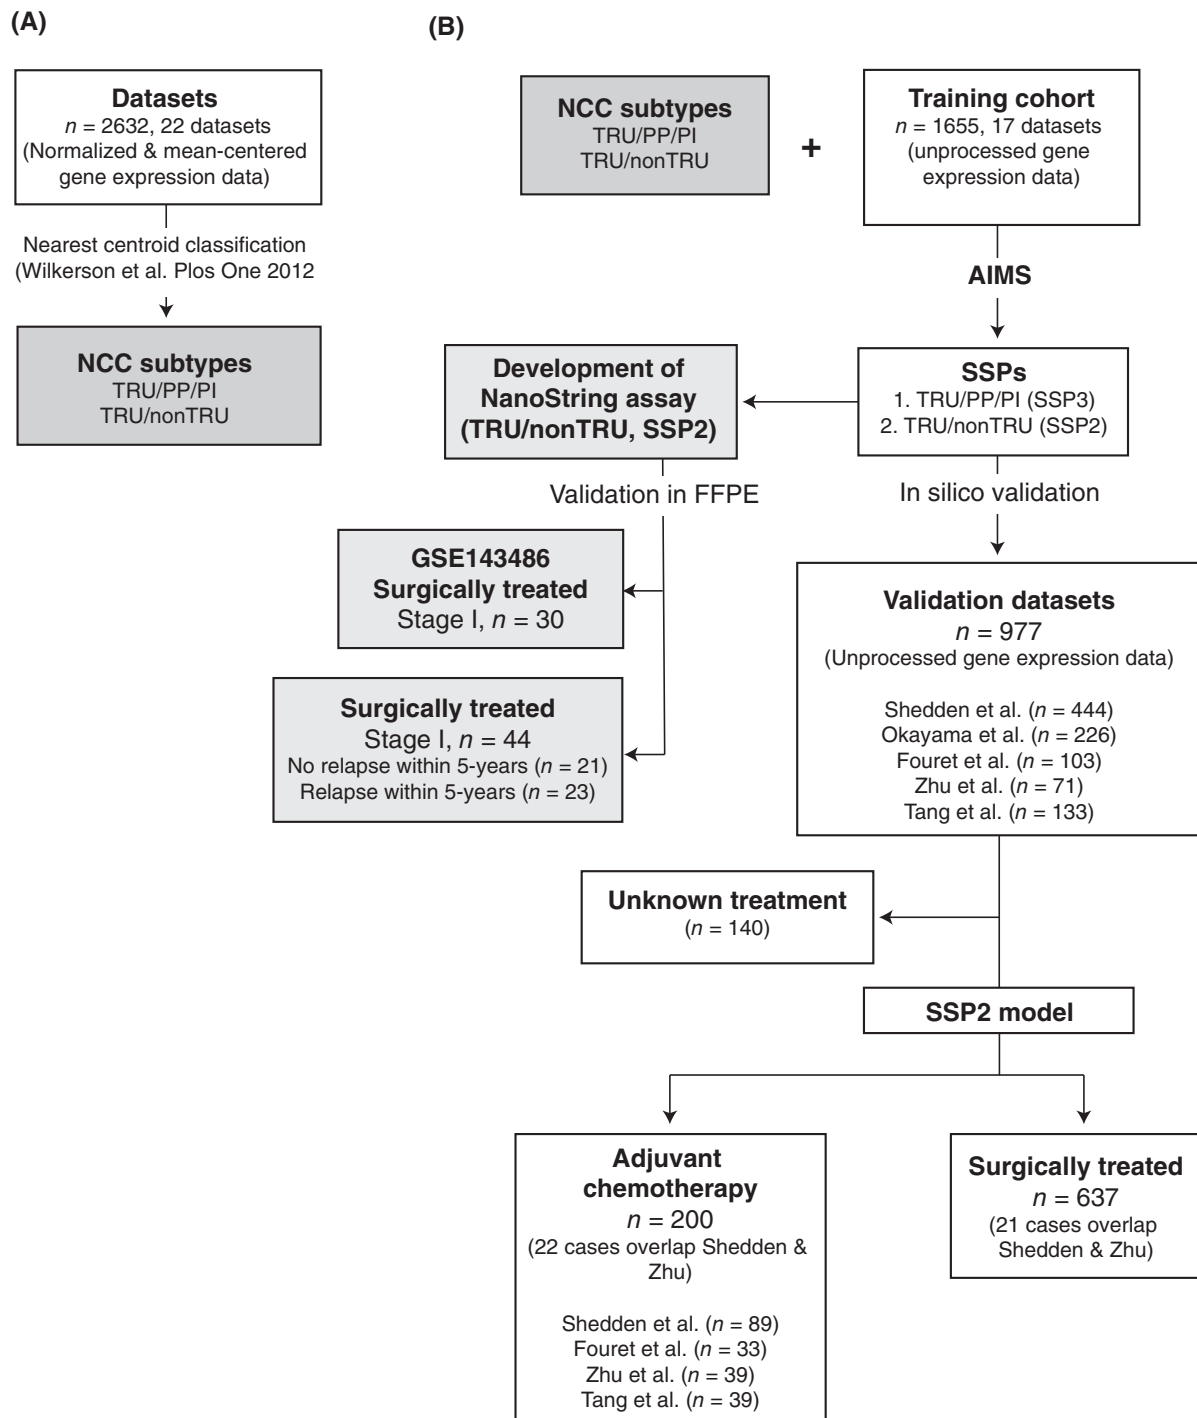 (A)
Datasets
n = 2632, 22 datasets
(Normalized & mean-centered
gene expression data)
Nearest centroid classification
(Wilkerson et al. Plos One 2012
NCC subtypes
TRU/PP/PI
TRU/nonTRU
(B)
NCC subtypes
TRU/PP/PI
TRU/nonTRU
+
Training cohort
n = 1655, 17 datasets
(unprocessed gene
expression data)
AIMS
SSPs
1. TRU/PP/PI (SSP3)
2. TRU/nonTRU (SSP2)
Development of
NanoString assay
(TRU/nonTRU, SSP2)
Validation in FFPE
GSE143486
Surgically treated
Stage I, n = 30
Surgically treated
Stage I, n = 44
No relapse within 5-years (n = 21)
Relapse within 5-years (n = 23)
In silico validation
Validation datasets
n = 977
(Unprocessed gene expression data)
Shedden et al. (n = 444)
Okayama et al. (n = 226)
Fouret et al. (n = 103)
Zhu et al. (n = 71)
Tang et al. (n = 133)
Unknown treatment
(n = 140)
SSP2 model
Adjuvant
chemotherapy
n = 200
(22 cases overlap Shedden &
Zhu)
Shedden et al. (n = 89)
Fouret et al. (n = 33)
Zhu et al. (n = 39)
Tang et al. (n = 39)
Surgically treated
n = 637
(21 cases overlap
Shedden & Zhu)